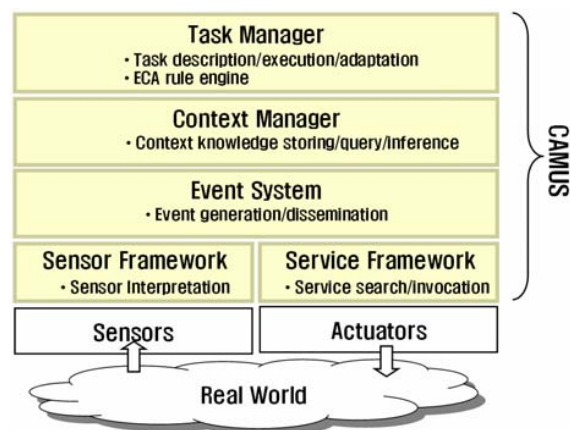 Task Manager
• Task description/execution/adaptation
• ECA rule engine
Context Manager
• Context knowledge storing/query/inference
Event System
• Event generation/dissemination
Sensor Framework
• Sensor Interpretation
Service Framework
• Service search/invocation
CAMUS
Sensors
Actuators
Real World